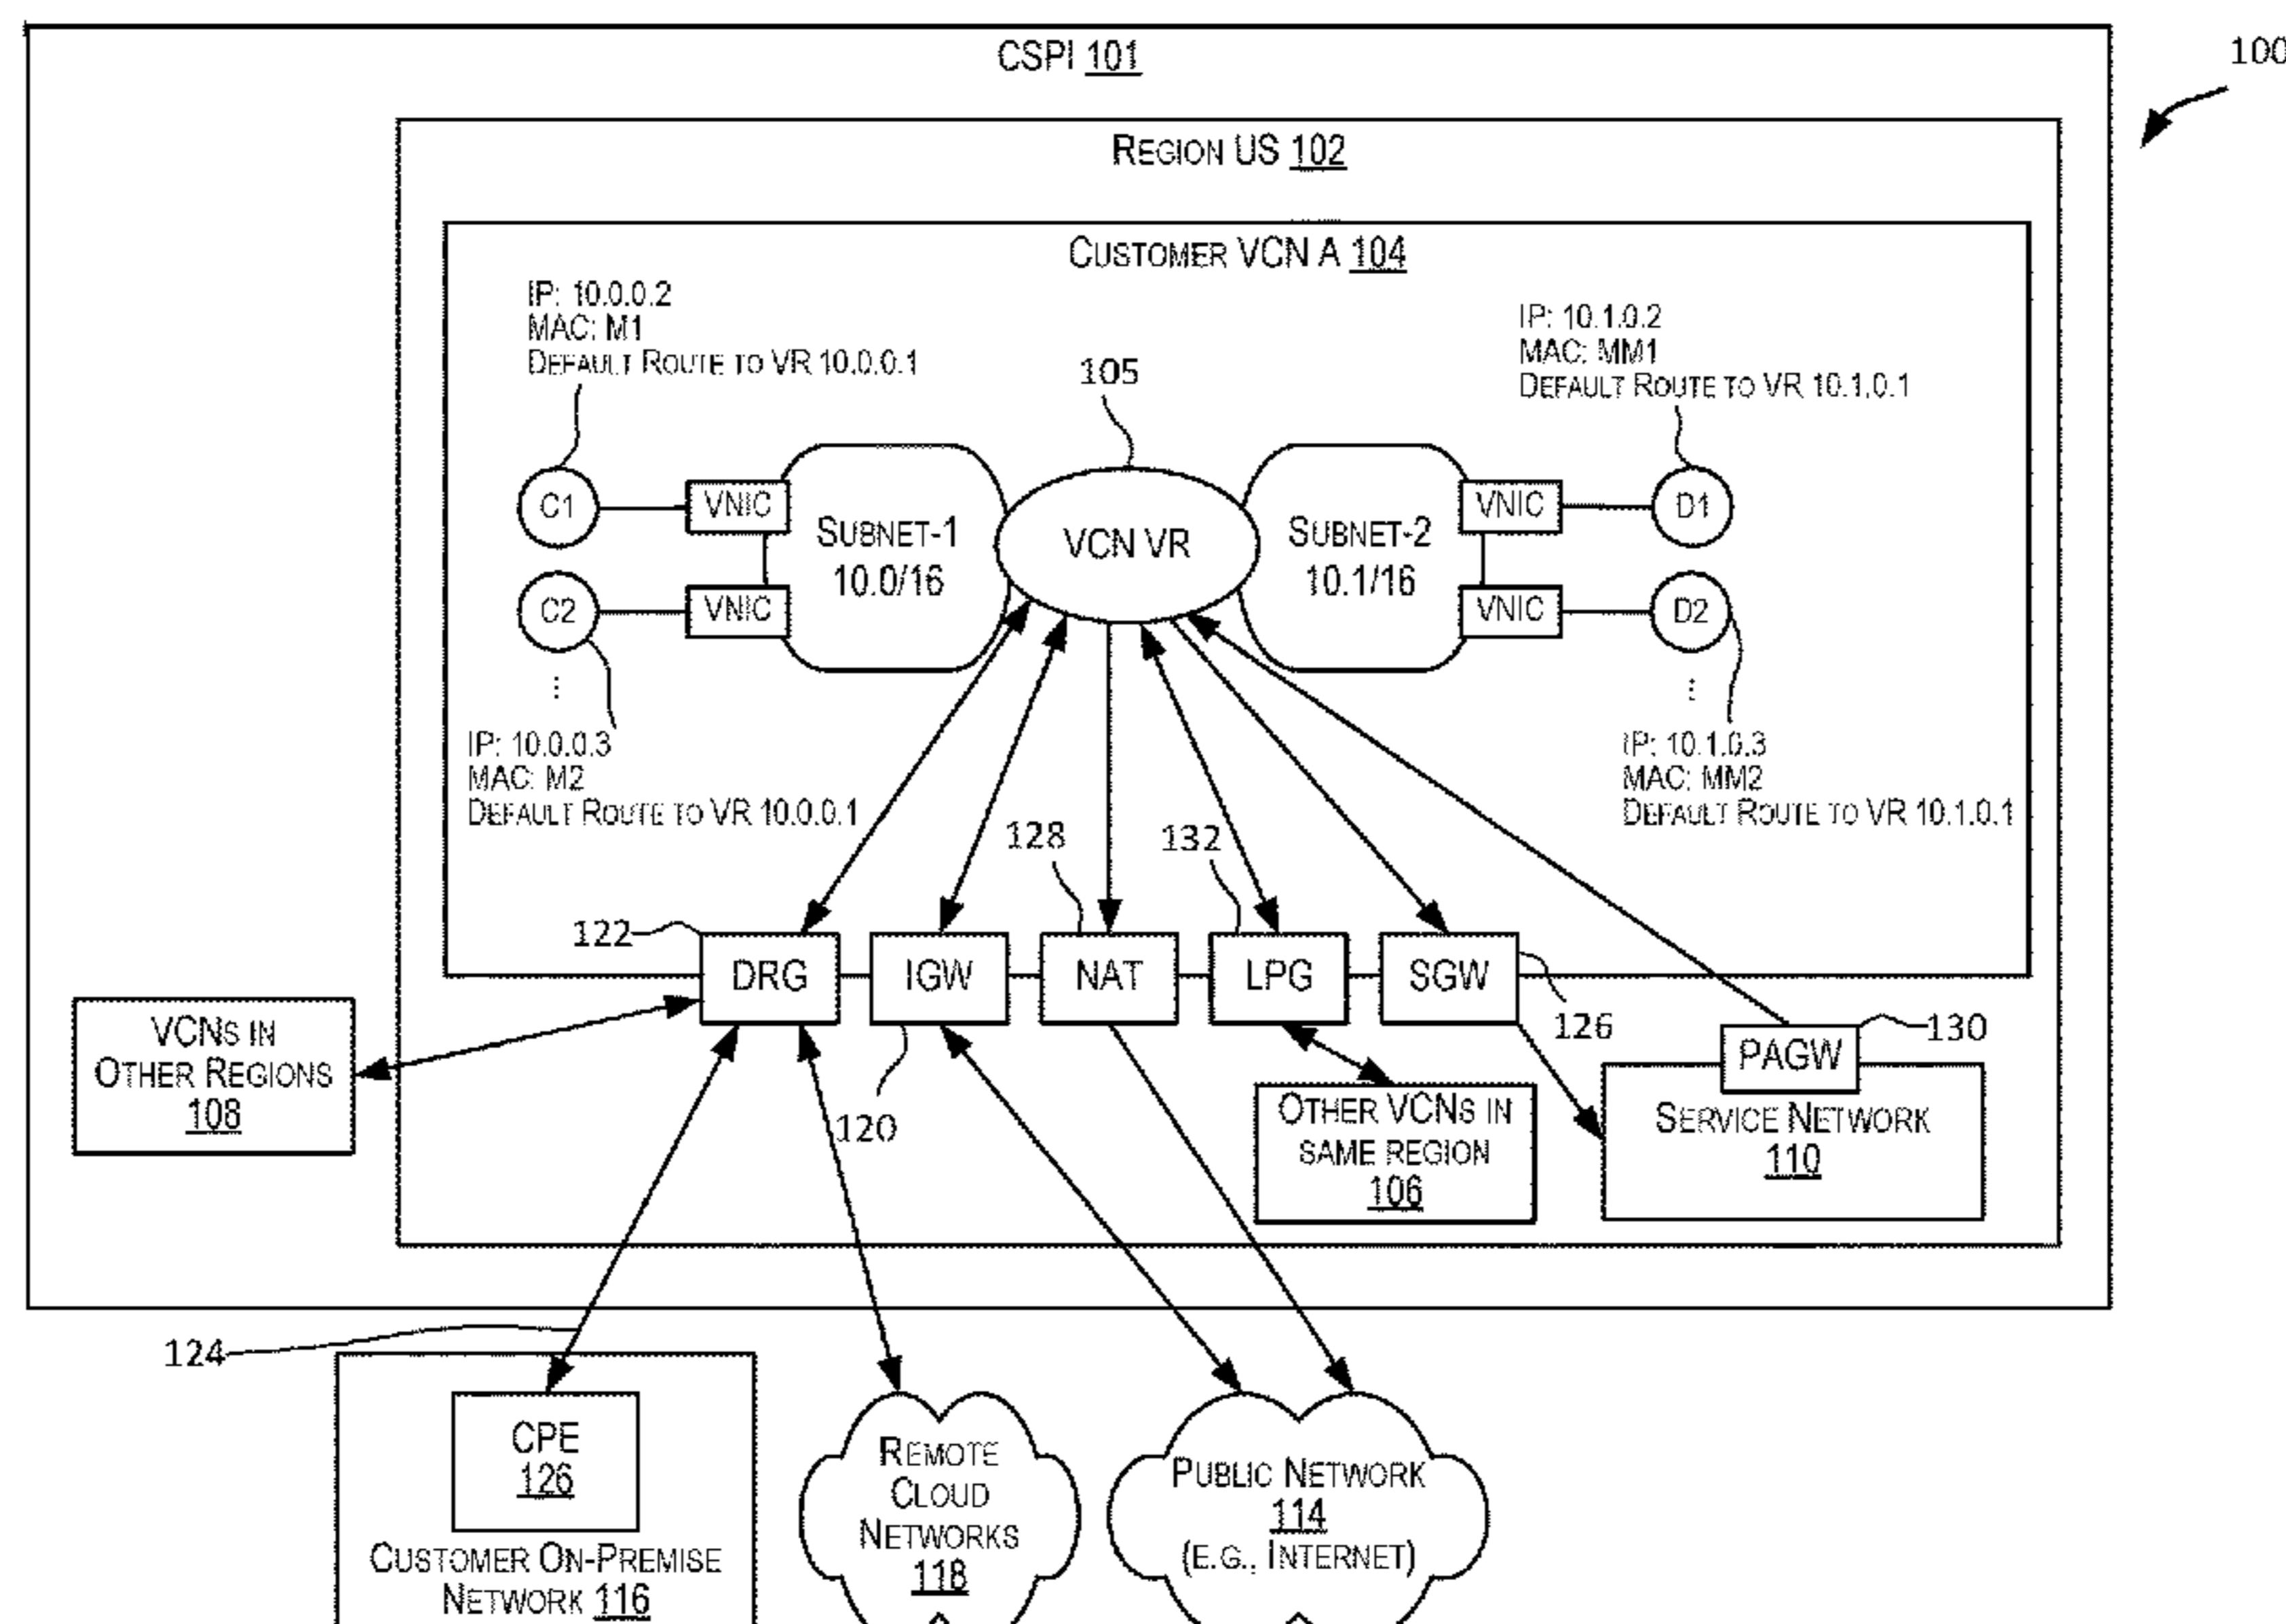 CSPI 101
100
REGION US 102
CUSTOMER VCN A 104
IP: 10.0.0.2
MAC: M1
DEFAULT ROUTE TO VR 10.0.0.1
IP: 10.1.0.2
MAC: MM1
DEFAULT ROUTE TO VR 10.1.0.1
105
C1
VNIC
SUBNET-1
10.0/16
VCN VR
SUBNET-2
10.1/16
VNIC
D1
C2
VNIC
VNIC
D2
⋮
⋮
IP: 10.0.0.3
MAC: M2
DEFAULT ROUTE TO VR 10.0.0.1
IP: 10.1.0.3
MAC: MM2
DEFAULT ROUTE TO VR 10.1.0.1
128
132
122
DRG
IGW
NAT
LPG
SGW
126
130
PAGW
VCNS IN
OTHER REGIONS
108
120
OTHER VCNS IN
SAME REGION
106
SERVICE NETWORK
110
124
CPE
126
CUSTOMER ON-PREMISE
NETWORK 116
REMOTE
CLOUD
NETWORKS
118
PUBLIC NETWORK
114
(E.G., INTERNET)